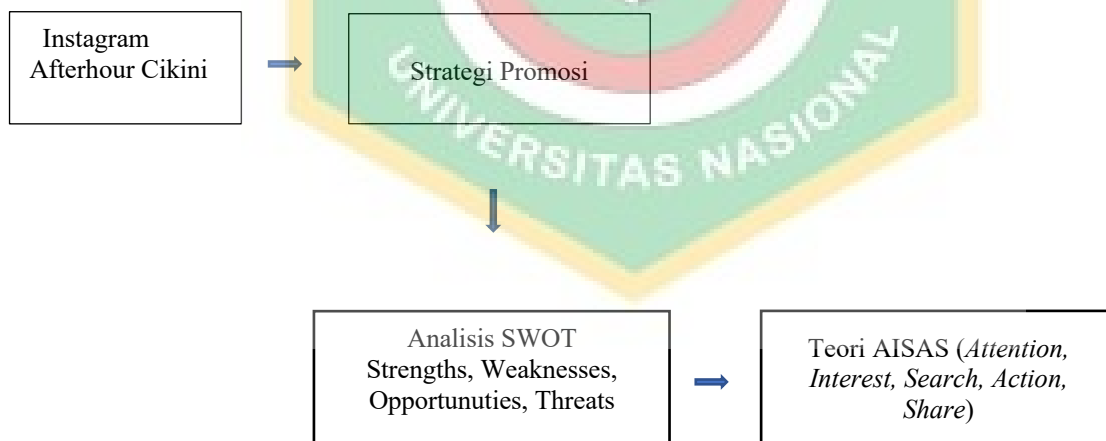 Instagram
Afterhour Cikini
Strategi Promosi
UNIVERSITAS NASIONAL
Analisis SWOT
Strengths, Weaknesses,
Opportunuties, Threats
Teori AISAS (Attention,
Interest, Search, Action,
Share)